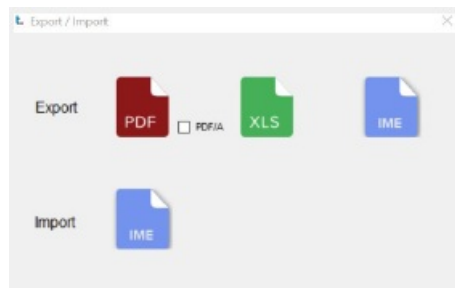 t. Export / Import
Export
PDF
PDF/A
XLS
IME
Import
IME